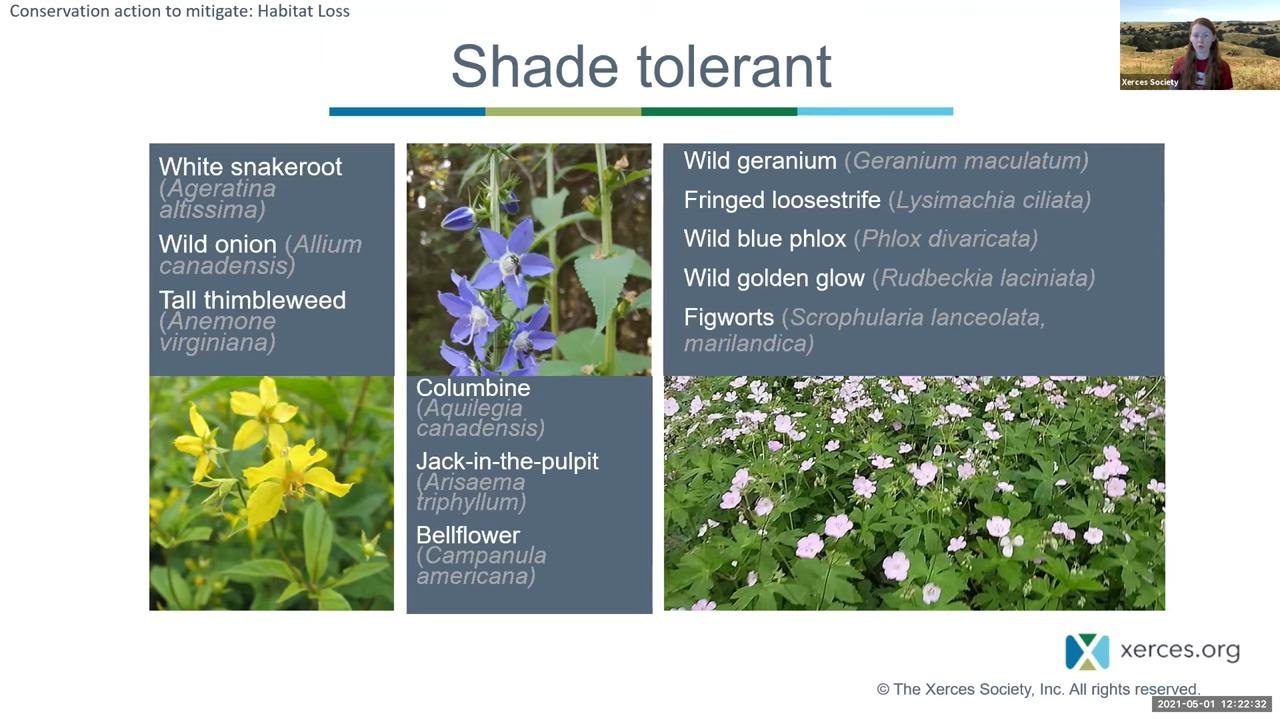 Conservation action to mitigate: Habitat Loss
Shade tolerant
Xerces Society
White snakeroot
(Ageratina
altissima)
Wild onion (Allium
canadensis)
Tall thimbleweed
(Anemone
virginiana)
Columbine
(Aquilegia
canadensis)
Jack-in-the-pulpit
(Arisaema
triphyllum)
Bellflower
(Campanula
americana)
Wild geranium (Geranium maculatum)
Fringed loosestrife (Lysimachia ciliata)
Wild blue phlox (Phlox divaricata)
Wild golden glow (Rudbeckia laciniata)
Figworts (Scrophularia lanceolata,
marilandica)
xerces.org
© The Xerces Society, Inc. All rights reserved.
2021-05-01 12:22:32